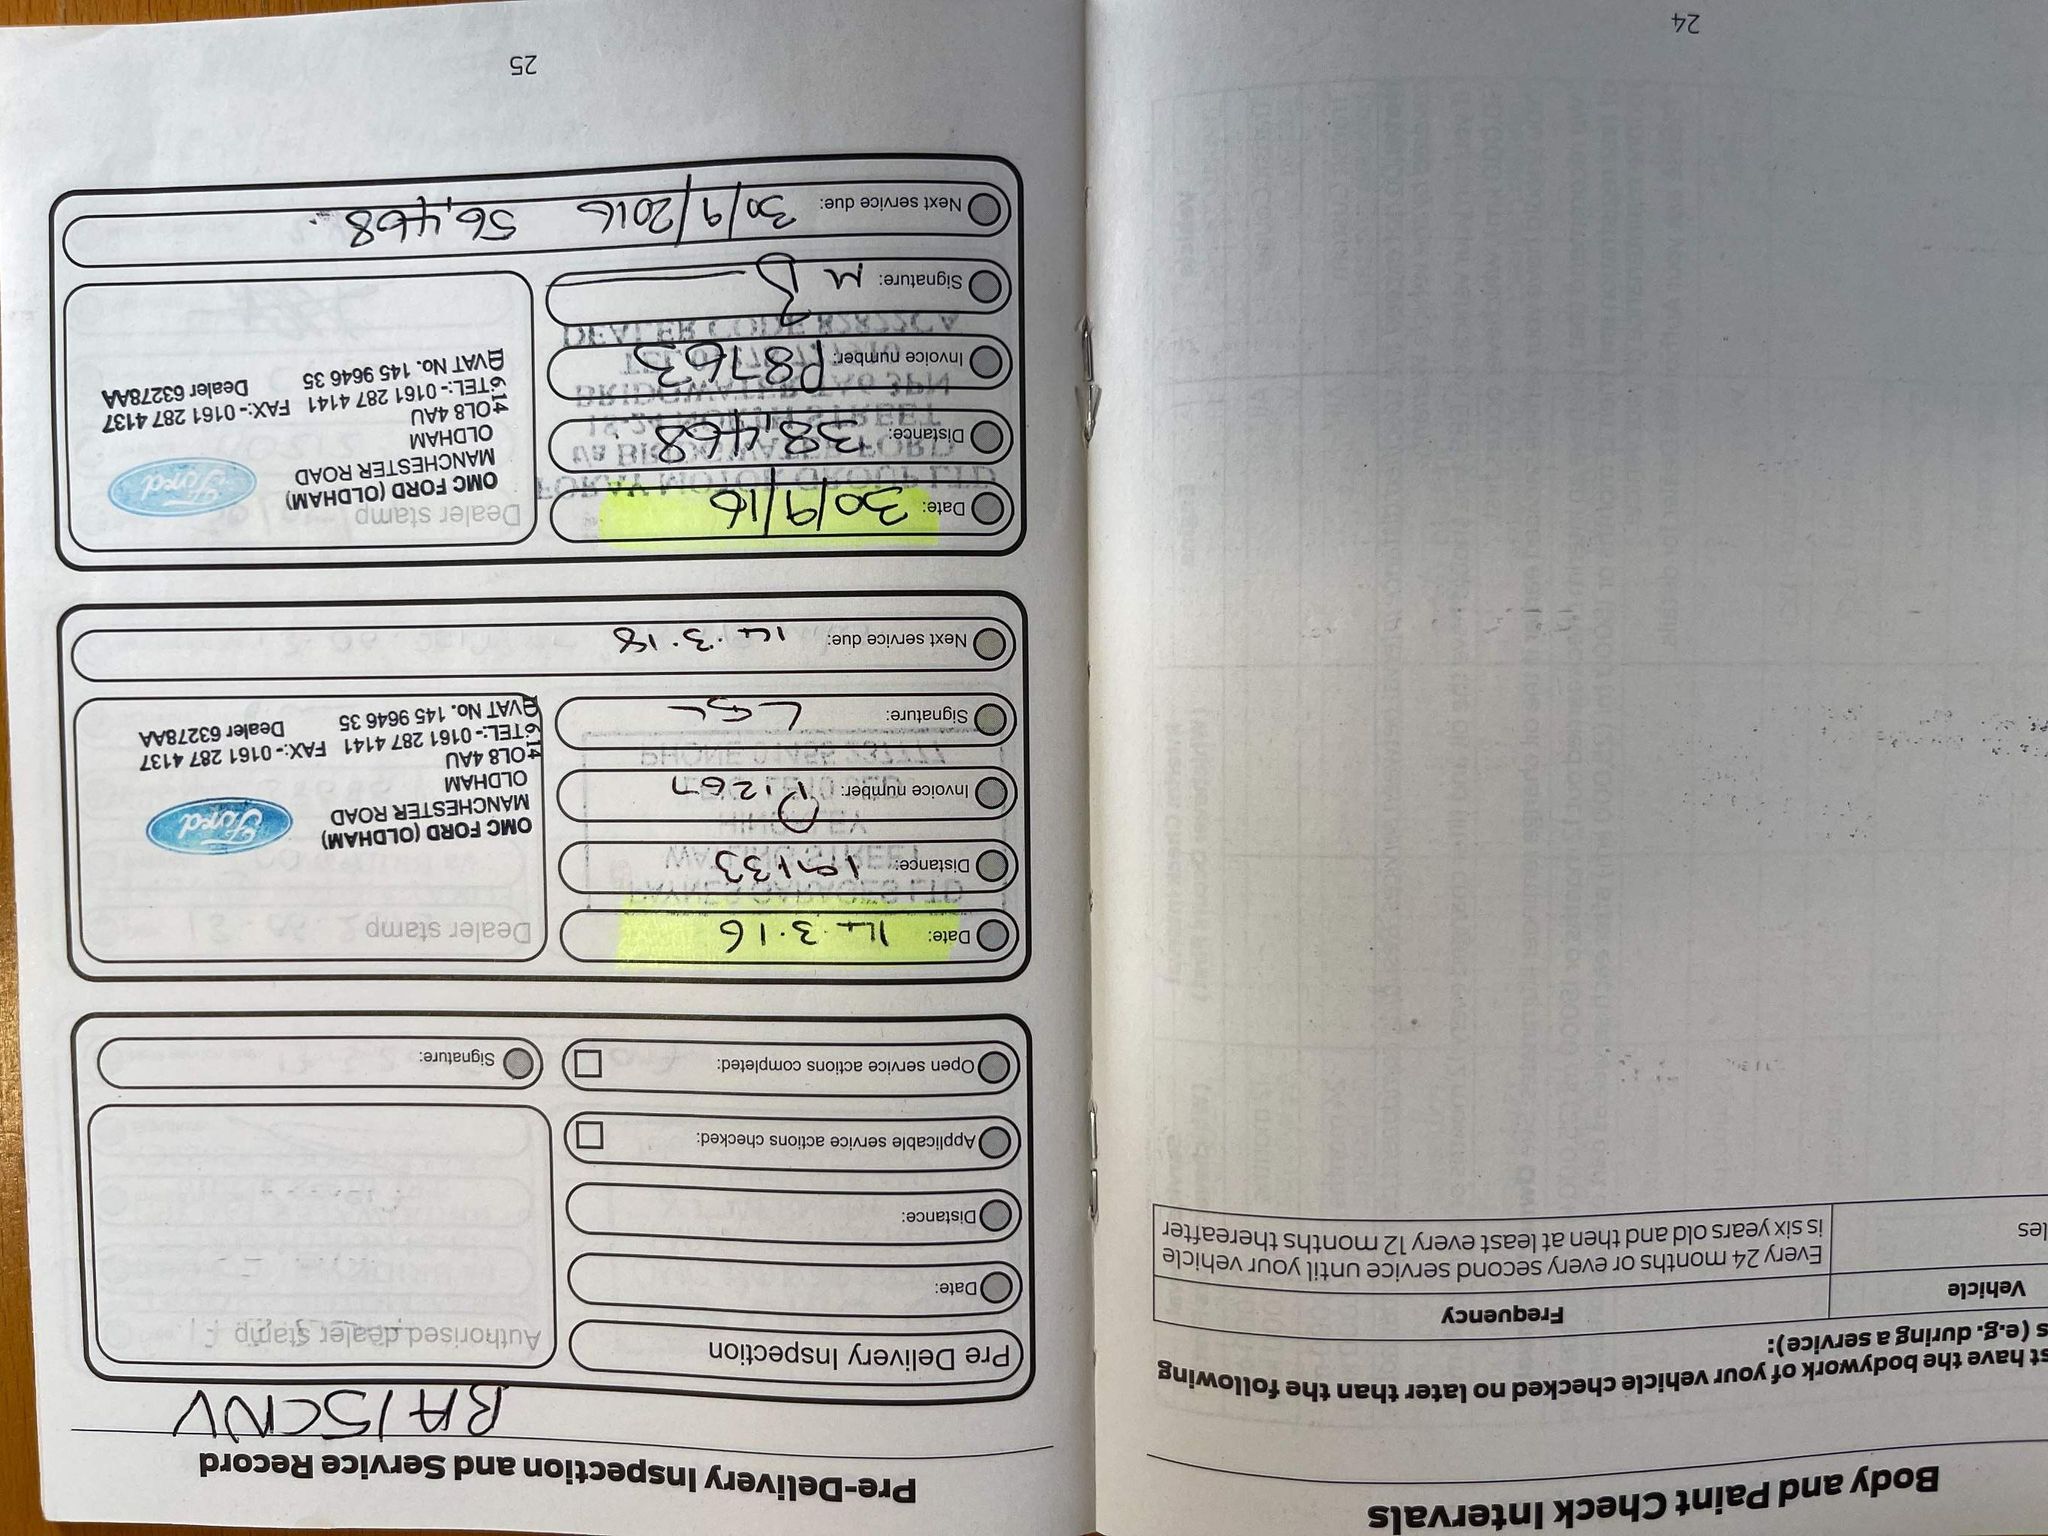 Body and Paint Check Intervals
st have the bodywork of your vehicle checked no later than the following
s (e.g. during a service):
Vehicle
Frequency
les
Every 24 months or every second service until your vehicle
is six years old and then at least every 12 months thereafter
24
Pre-Delivery Inspection and Service Record
BA15CNV
Pre Delivery Inspection
Authorised dealer stamp
Date:
Distance:
Applicable service actions checked:
Open service actions completed:
Signature:
Date: 14.3.16
Dealer stamp
Distance:
Invoice number:
Signature:
OMC FORD (OLDHAM)
MANCHESTER ROAD
OLDHAM
OL8 4AU
TEL:- 0161 287 4141 FAX:- 0161 287 4137
VAT No. 145 9646 35 Dealer 63278AA
Ford
Next service due: 14.3.18
Date: 30/9/16
Dealer stamp
Distance: 38,468
Invoice number: P8763
Signature: M B
OMC FORD (OLDHAM)
MANCHESTER ROAD
OLDHAM
OL8 4AU
TEL:- 0161 287 4141 FAX:- 0161 287 4137
VAT No. 145 9646 35 Dealer 63278AA
Ford
Next service due: 30/9/2016 56,468
25